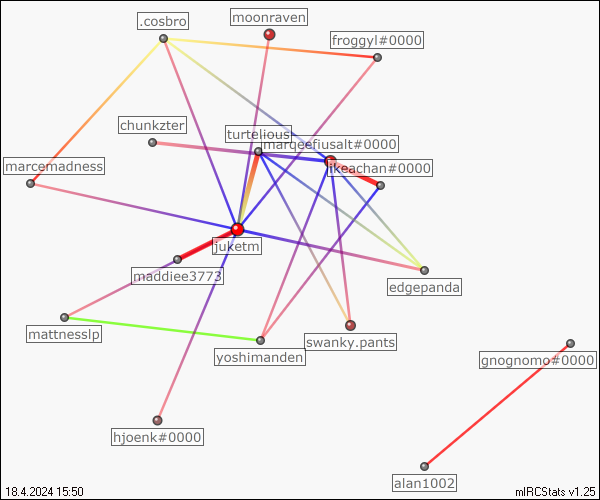 moonraven
.cosbro
froggyl#0000
chunkzter
turtelious
marqeefiusalt#0000
marcemadness
ikeachan#0000
juketm
maddiee3773
edgepanda
mattnesslp
yoshimanden
swanky.pants
gnognomo#0000
hjoenk#0000
alan1002
18.4.2024 15:50
mIRCStats v1.25